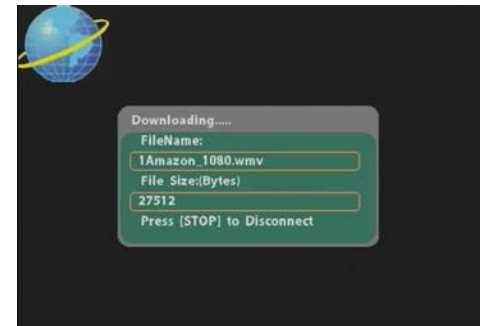 Downloading.....
FileName:
1Amazon_1080.wmv
File Size:(Bytes)
27512
Press [STOP] to Disconnect